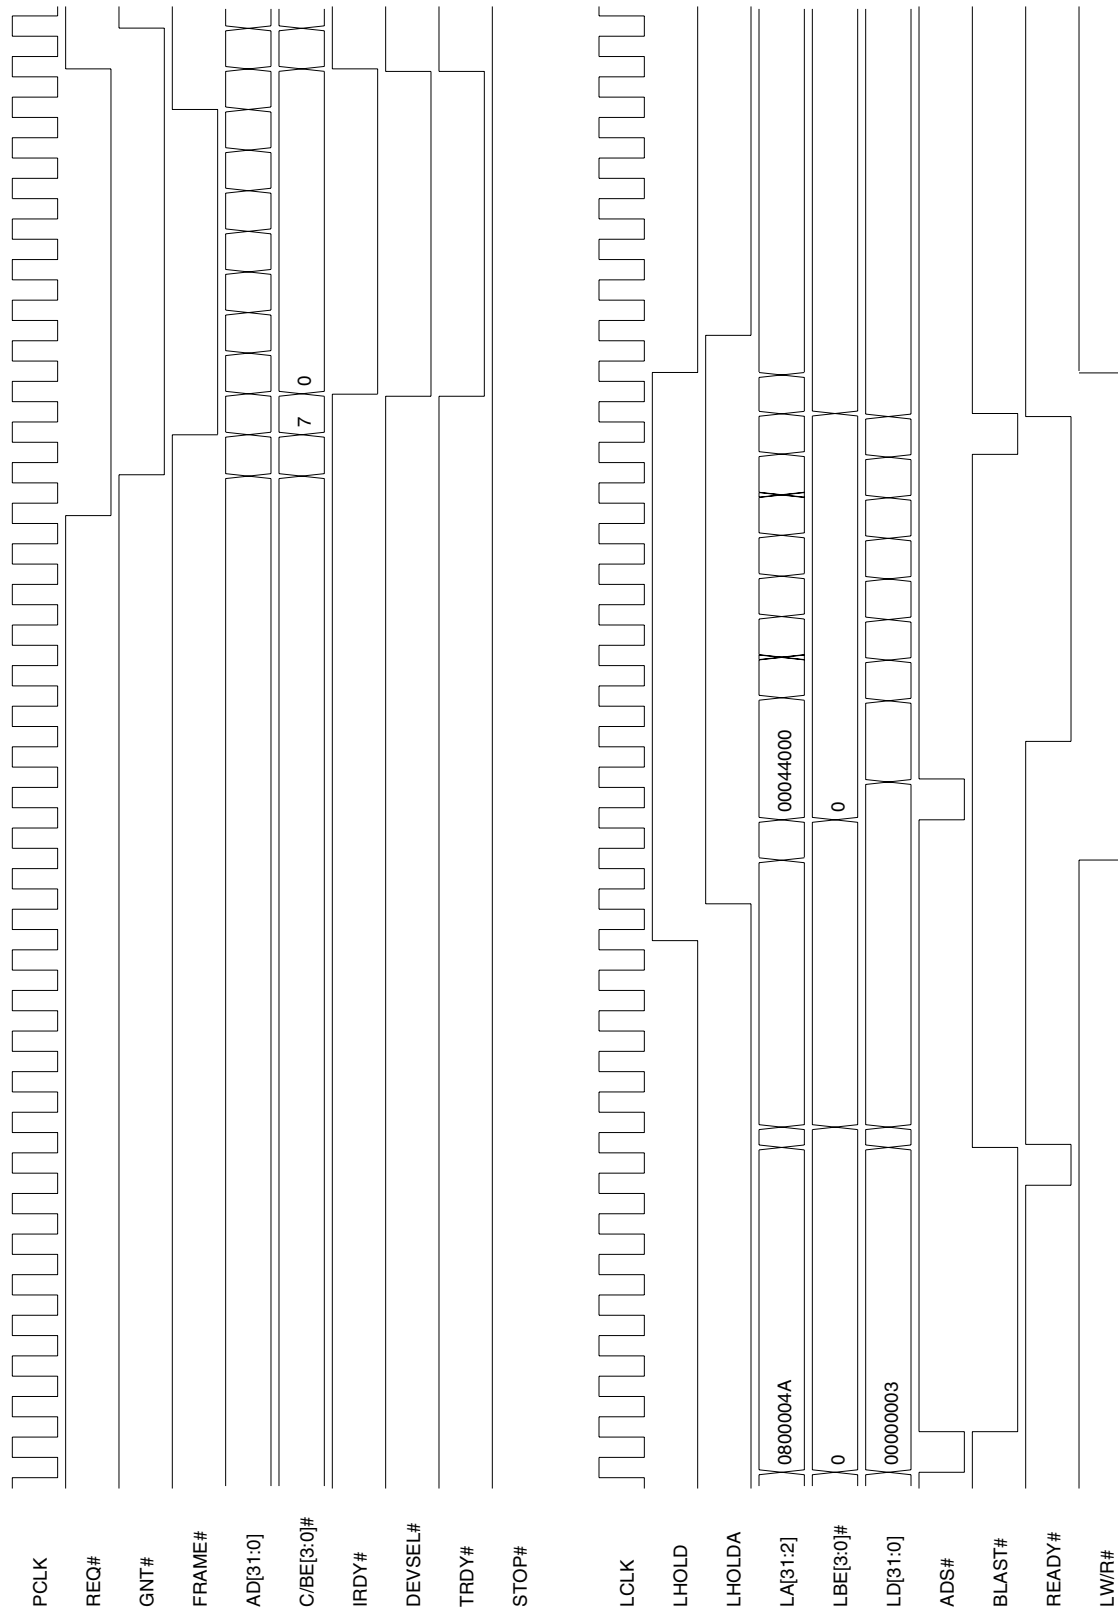 PCLK
REQ#
GNT#
FRAME#
AD[31:0]
C/BE[3:0]#
7 0
IRDY#
DEVSEL#
TRDY#
STOP#
LCLK
LHOLD
LHOLDA
LA[31:2]
0800004A 00044000
LBE[3:0]#
0 0
LD[31:0]
00000003
ADS#
BLAST#
READY#
LW/R#